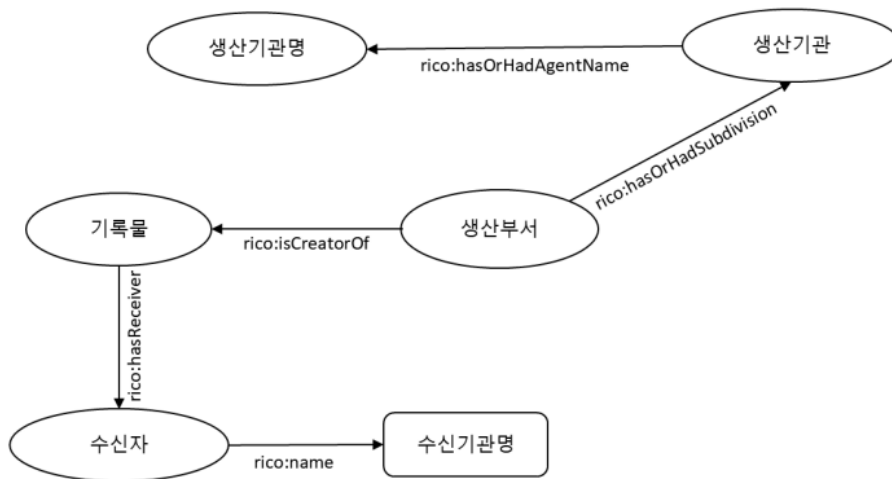 생산기관명
생산기관
rico:hasOrHadAgentName
rico:hasOrHadSubdivision
기록물
생산부서
rico:isCreatorOf
rico:hasReceiver
수신자
수신기관명
rico:name